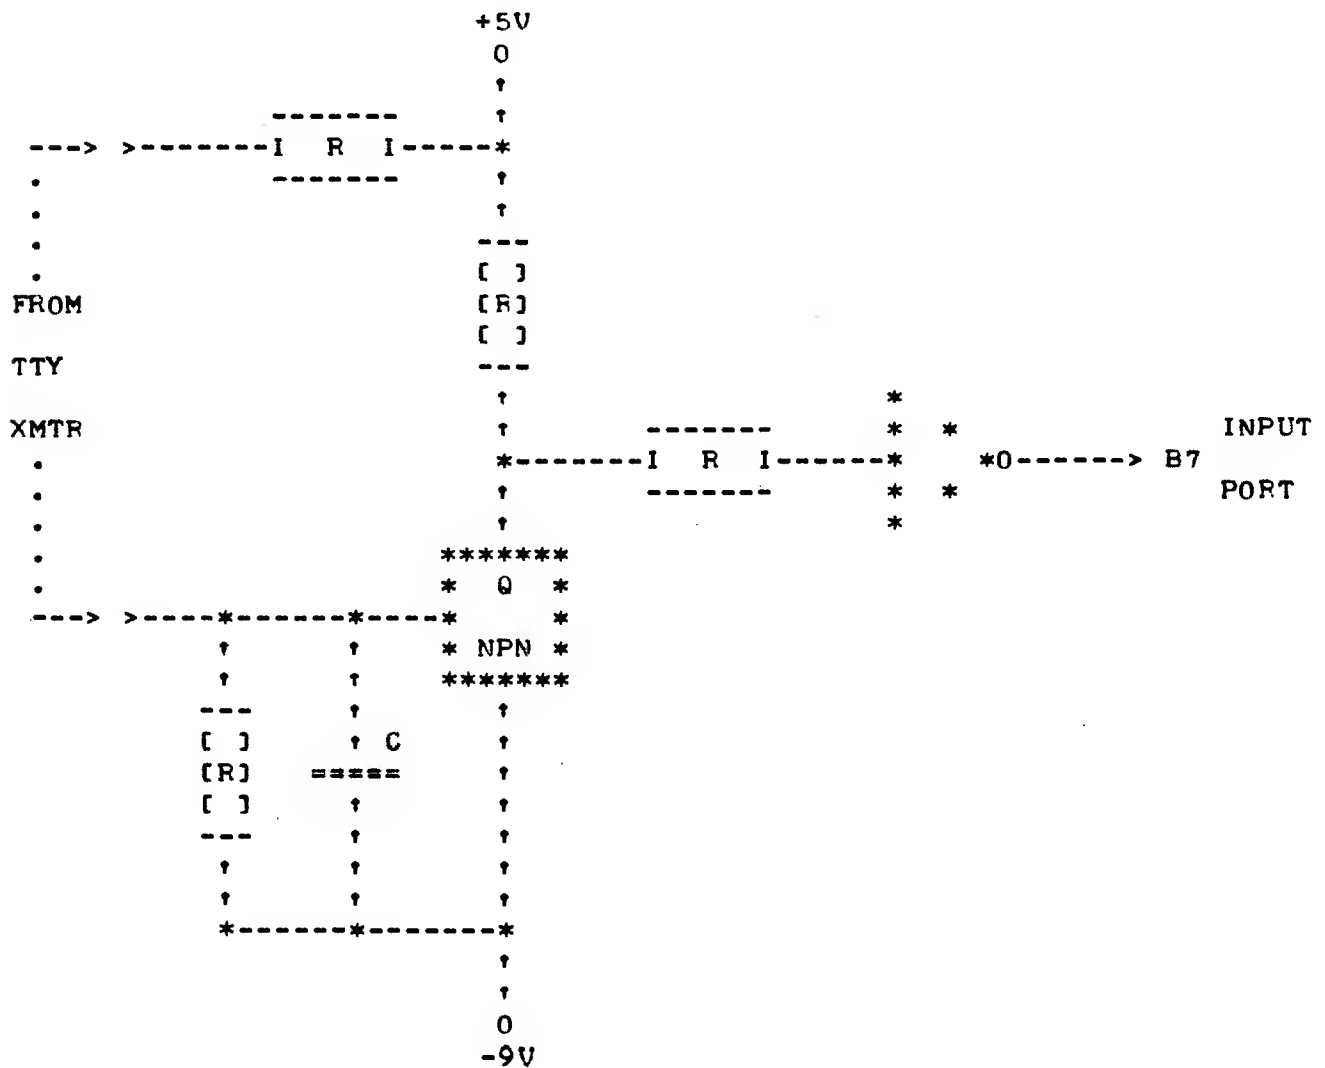 +5V
O
---> >-------I R I-----*
[ ]
FROM
[R]
[ ]
TTY
XMTR
INPUT
*-------I R I------* *O------> B7
PORT
*******
* Q *
---> >----*------*----* *
* NPN *
*******
[ ] C
[R] =====
[ ]
*------*-------*
O
-9V